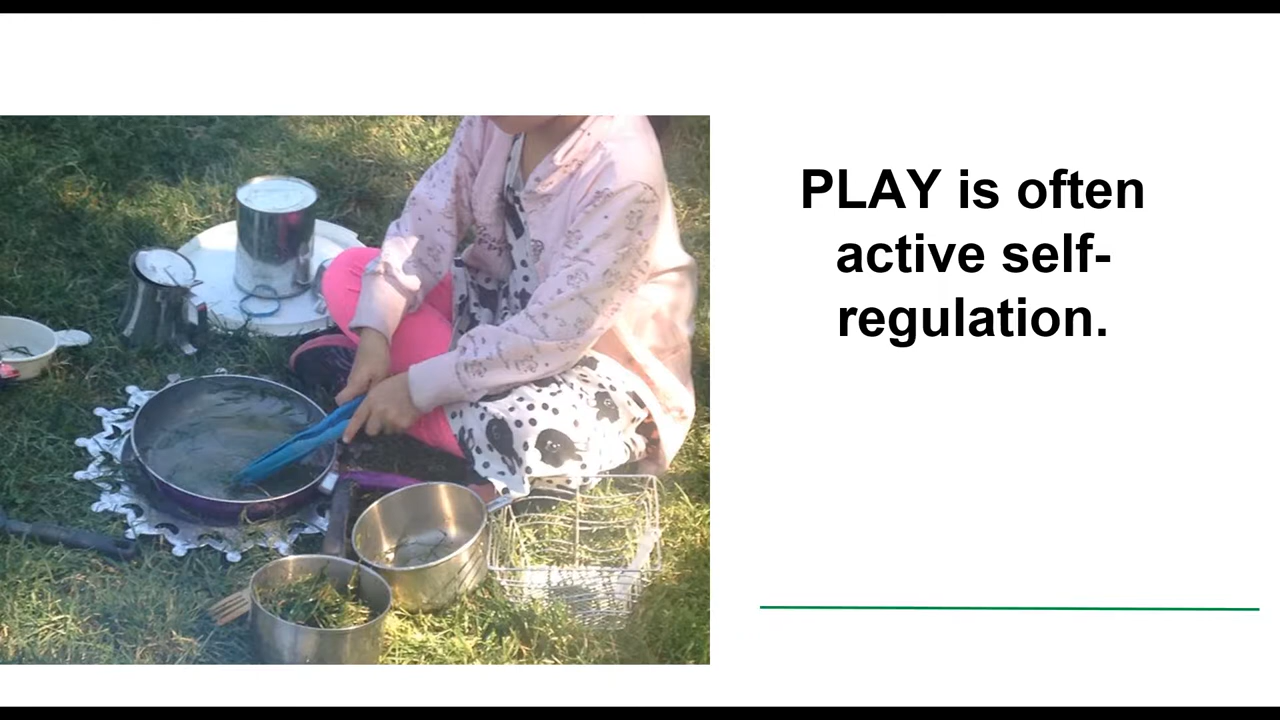 PLAY is often
active self-
regulation.